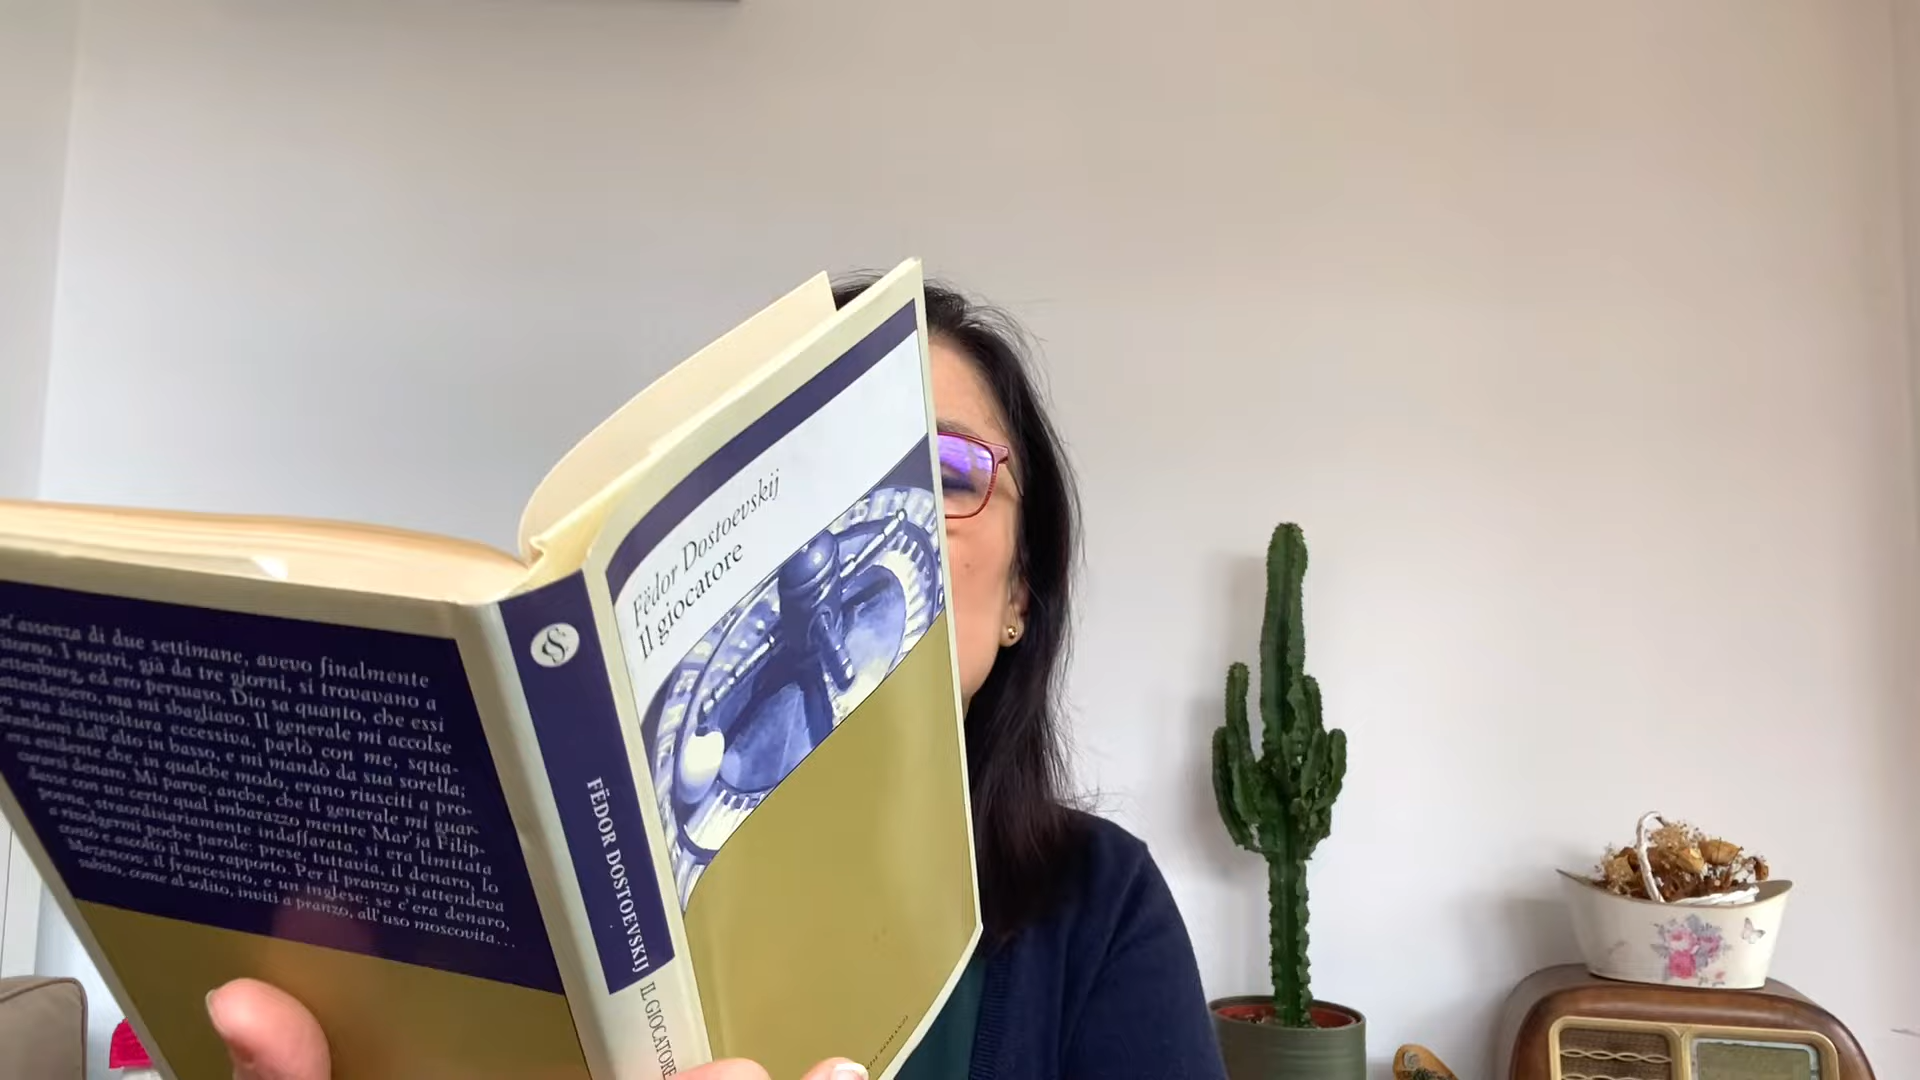 n'assenza di due settimane, avevo finalmente
torno. I nostri, già da tre giorni, si trovavano a
ettenburg, ed ero persuaso, Dio sa quanto, che essi
attendessero, ma mi sbagliavo. Il generale mi accolse
n una disinvoltura eccessiva, parlò con me, squa-
drandomi dall'alto in basso, e mi mandò da sua sorella;
era evidente che, in qualche modo, erano riusciti a pro-
curarsi denaro. Mi parve, anche, che il generale mi guar-
dasse con un certo qual imbarazzo mentre Mar'ja Filip-
povna, straordinariamente indaffarata, si era limitata
a rivolgermi poche parole: prese, tuttavia, il denaro, lo
contò e ascoltò il mio rapporto. Per il pranzo si attendeva
Mezencov, il francesino, e un inglese: se c'era denaro,
subito, come al solito, inviti a pranzo, all'uso moscovita...
S
FËDOR DOSTOEVSKIJ
IL GIOCATORE
Fëdor Dostoevskij
Il giocatore